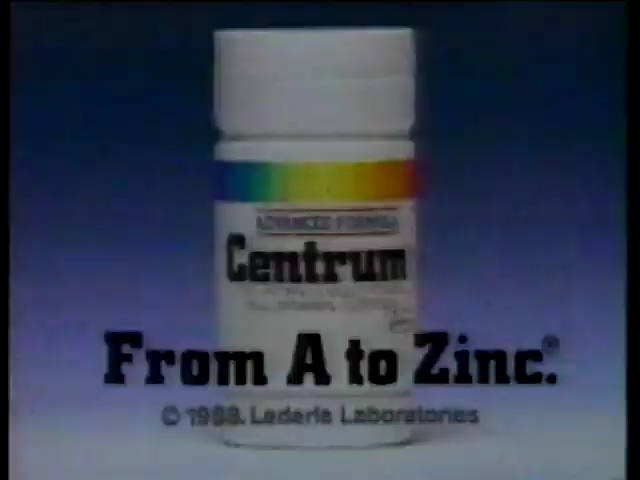 ADVANCED FORMULA
Centrum
From A to Zinc.®
© 1988. Lederle Laboratories